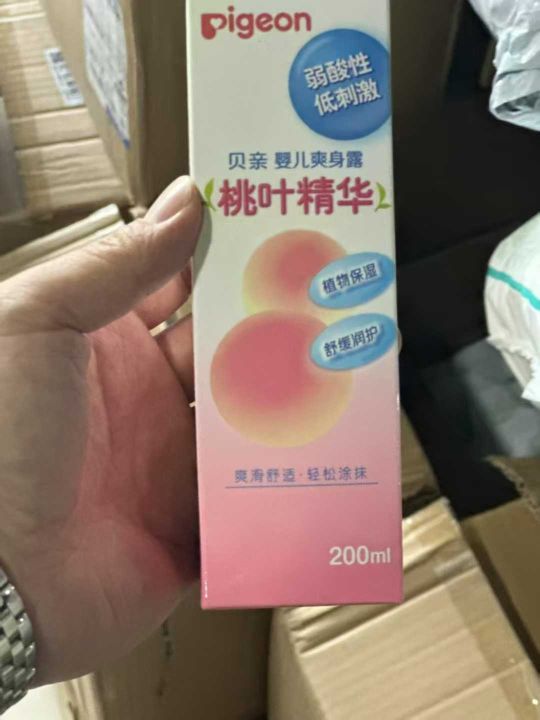 Pigeon
弱酸性
低刺激
贝亲 婴儿爽身露
桃叶精华
植物保湿
舒缓润护
爽滑舒适·轻松涂抹
200ml